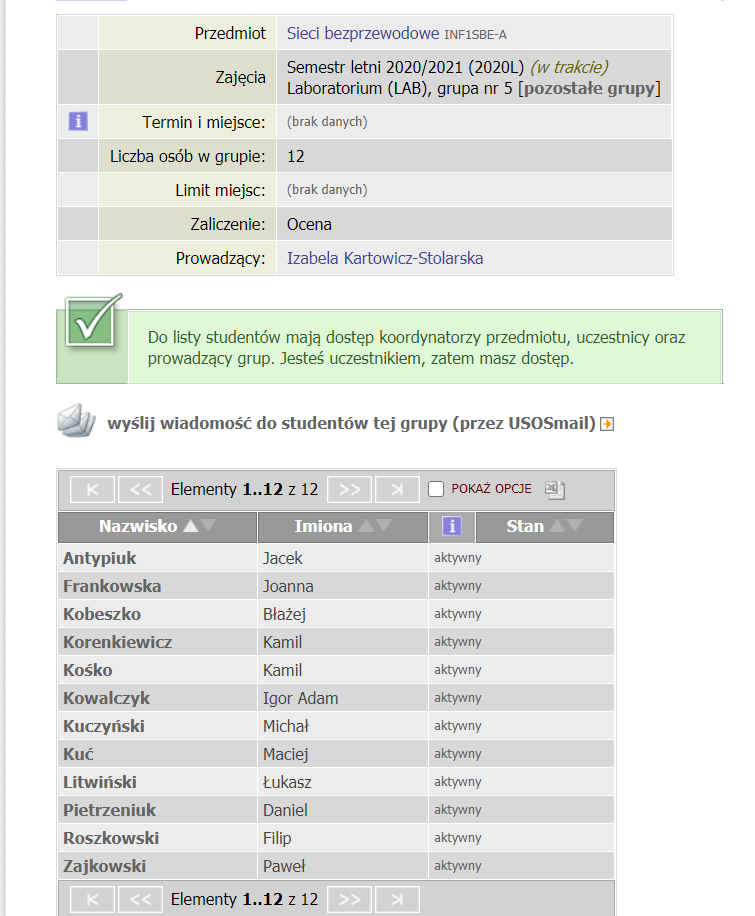 Przedmiot Sieci bezprzewodowe INF1SBE-A
Zajęcia Semestr letni 2020/2021 (2020L) (w trakcie)
Laboratorium (LAB), grupa nr 5 [pozostałe grupy]
i Termin i miejsce: (brak danych)
Liczba osób w grupie: 12
Limit miejsc: (brak danych)
Zaliczenie: Ocena
Prowadzący: Izabela Kartowicz-Stolarska
Do listy studentów mają dostęp koordynatorzy przedmiotu, uczestnicy oraz
prowadzący grup. Jesteś uczestnikiem, zatem masz dostęp.
wyślij wiadomość do studentów tej grupy (przez USOSmail)
K << Elementy 1..12 z 12 >> >| POKAŻ OPCJE
Nazwisko Imiona i Stan
Antypiuk Jacek aktywny
Frankowska Joanna aktywny
Kobeszko Błażej aktywny
Korenkiewicz Kamil aktywny
Kośko Kamil aktywny
Kowalczyk Igor Adam aktywny
Kuczyński Michał aktywny
Kuć Maciej aktywny
Litwiński Łukasz aktywny
Pietrzeniuk Daniel aktywny
Roszkowski Filip aktywny
Zajkowski Paweł aktywny
K << Elementy 1..12 z 12 >> >|